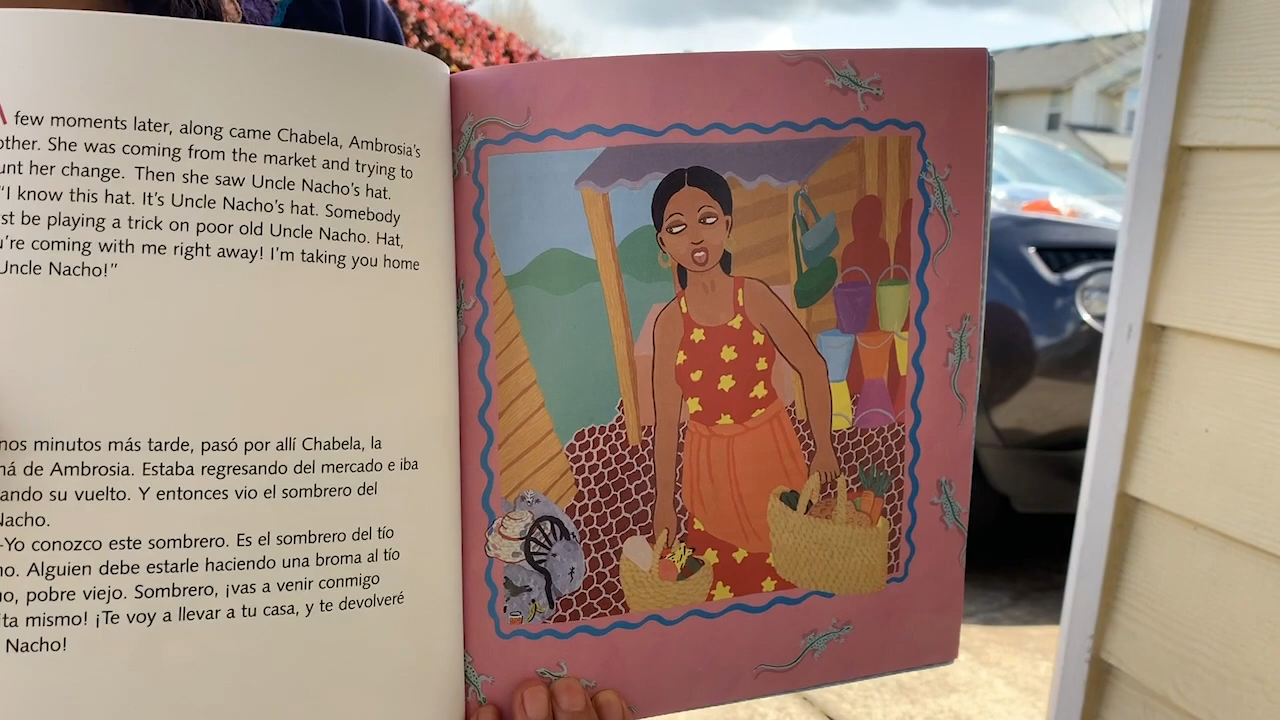 A few moments later, along came Chabela, Ambrosia's
other. She was coming from the market and trying to
unt her change. Then she saw Uncle Nacho's hat.
"I know this hat. It's Uncle Nacho's hat. Somebody
st be playing a trick on poor old Uncle Nacho. Hat,
u're coming with me right away! I'm taking you home
Uncle Nacho!"
nos minutos más tarde, pasó por allí Chabela, la
má de Ambrosia. Estaba regresando del mercado e iba
ando su vuelto. Y entonces vio el sombrero del
Nacho.
-Yo conozco este sombrero. Es el sombrero del tío
ho. Alguien debe estarle haciendo una broma al tío
ho, pobre viejo. Sombrero, ¡vas a venir conmigo
ita mismo! ¡Te voy a llevar a tu casa, y te devolveré
Nacho!